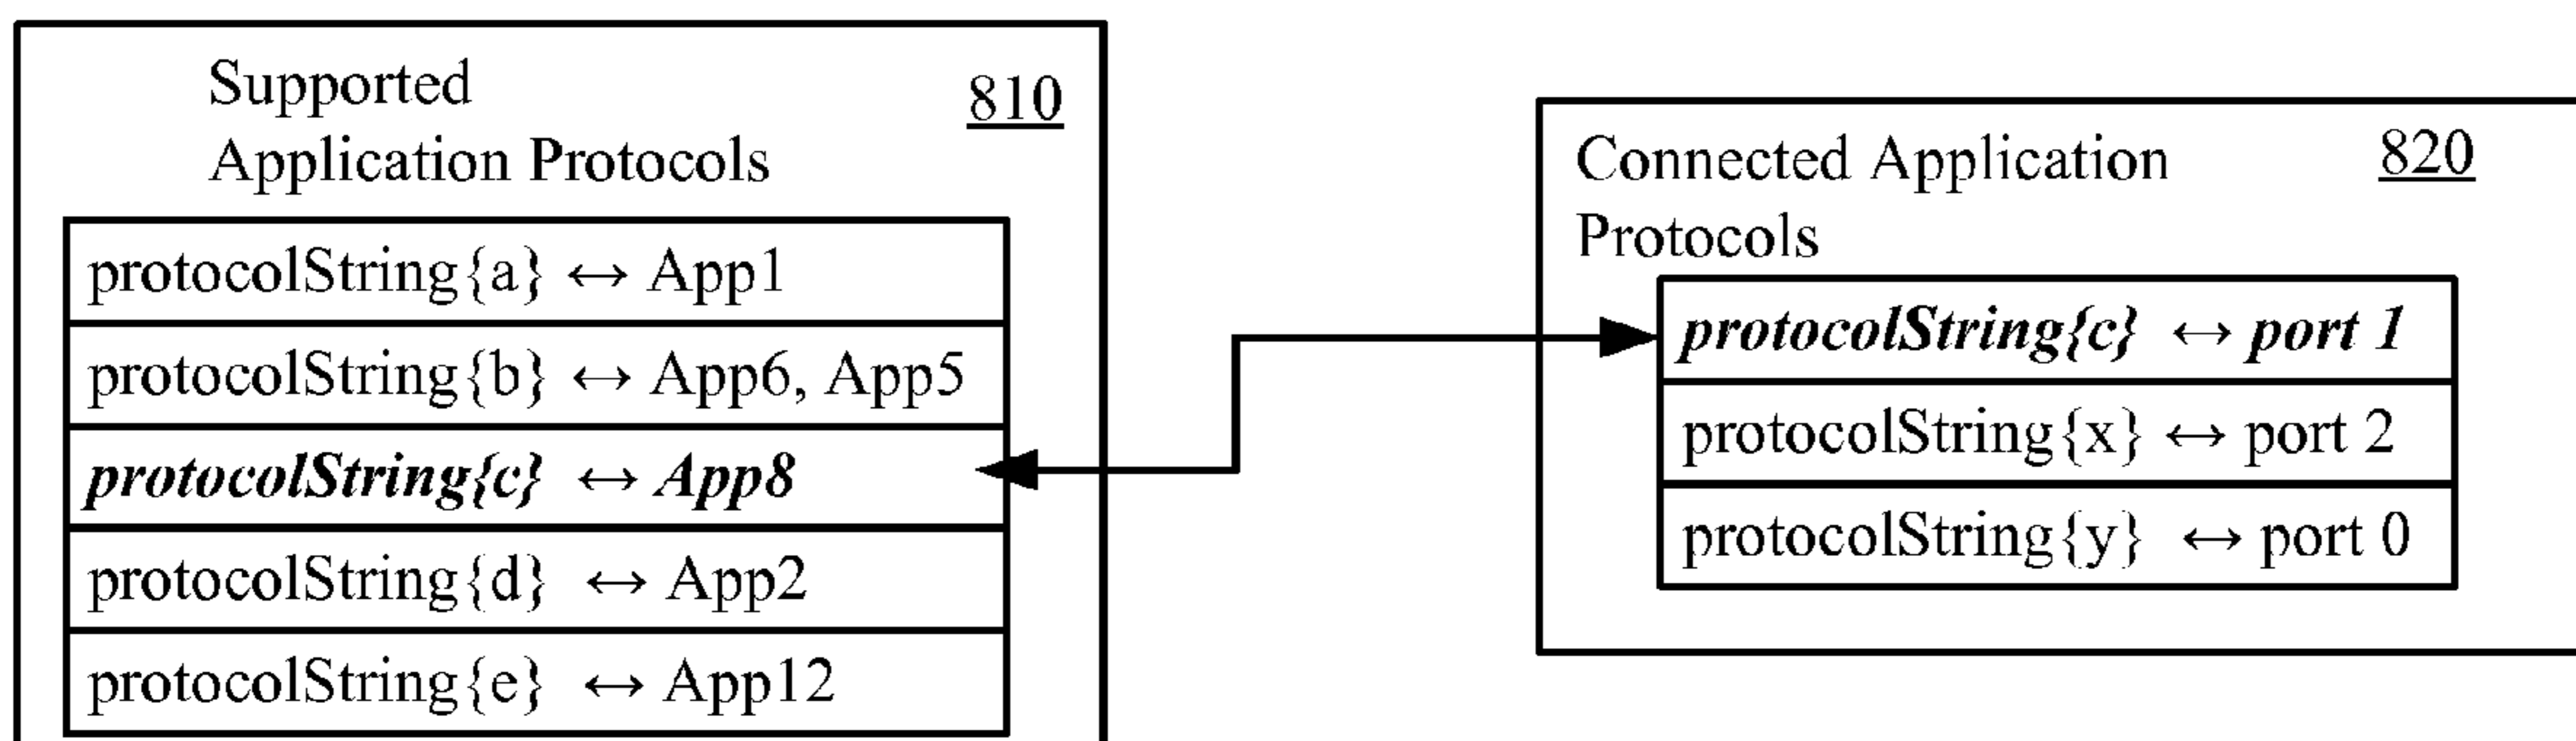 Supported
Application Protocols
810
protocolString{a} ↔ App1
protocolString{b} ↔ App6, App5
protocolString{c} ↔ App8
protocolString{d} ↔ App2
protocolString{e} ↔ App12
Connected Application
Protocols
820
protocolString{c} ↔ port 1
protocolString{x} ↔ port 2
protocolString{y} ↔ port 0